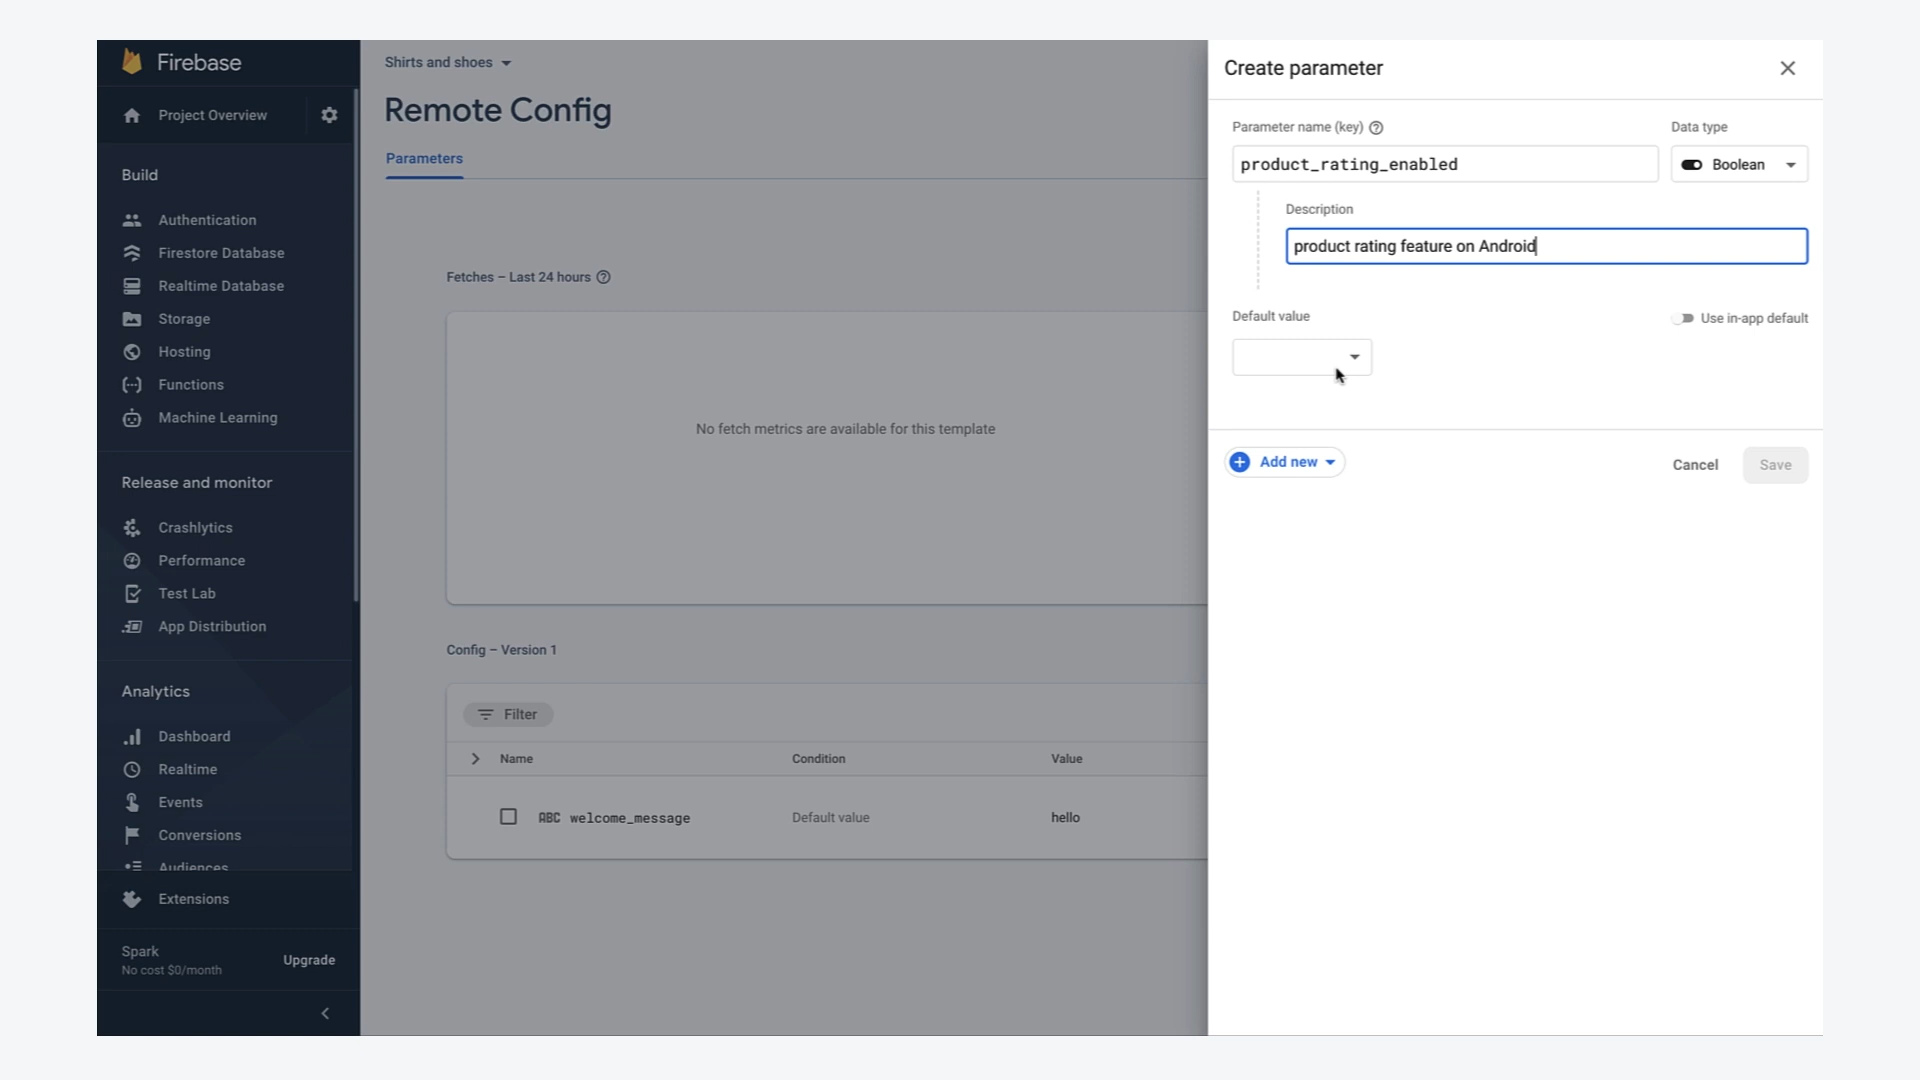 Firebase
Project Overview
Build
Authentication
Firestore Database
Realtime Database
Storage
Hosting
Functions
Machine Learning
Release and monitor
Crashlytics
Performance
Test Lab
App Distribution
Analytics
Dashboard
Realtime
Events
Conversions
Audiences
Extensions
Spark
No cost $0/month
Upgrade
Shirts and shoes
Remote Config
Parameters
Fetches – Last 24 hours
No fetch metrics are available for this template
Config – Version 1
Filter
Name Condition Value
ABC welcome_message Default value hello
Create parameter
Parameter name (key) Data type
product_rating_enabled Boolean
Description
product rating feature on Android
Default value Use in-app default
Add new Cancel Save